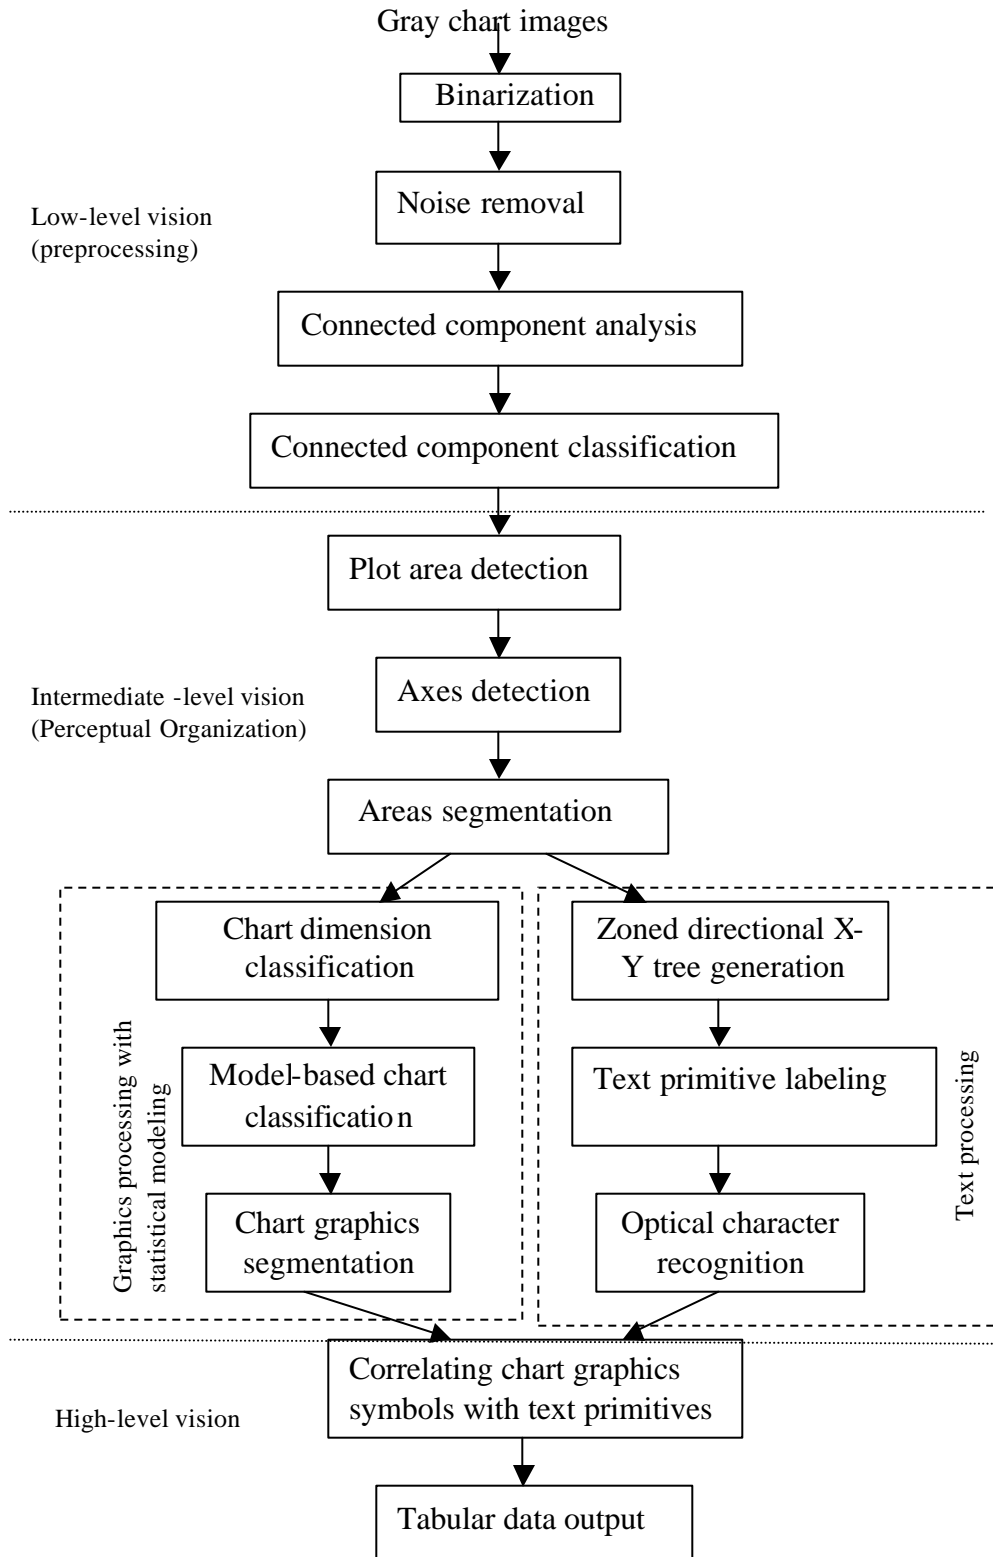 Gray chart images
Binarization
Noise removal
Low-level vision
(preprocessing)
Connected component analysis
Connected component classification
Plot area detection
Axes detection
Intermediate -level vision
(Perceptual Organization)
Areas segmentation
Chart dimension
classification
Zoned directional X-
Y tree generation
Graphics processing with
statistical modeling
Model-based chart
classification
Text primitive labeling
Text processing
Chart graphics
segmentation
Optical character
recognition
Correlating chart graphics
symbols with text primitives
High-level vision
Tabular data output